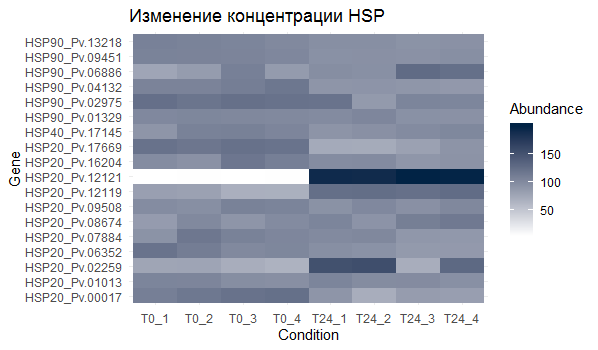 Изменение концентрации HSP
HSP90_Pv.13218
HSP90_Pv.09451
HSP90_Pv.06886
HSP90_Pv.04132
HSP90_Pv.02975
HSP90_Pv.01329
HSP40_Pv.17145
HSP20_Pv.17669
HSP20_Pv.16204
HSP20_Pv.12121
HSP20_Pv.12119
HSP20_Pv.09508
HSP20_Pv.08674
HSP20_Pv.07884
HSP20_Pv.06352
HSP20_Pv.02259
HSP20_Pv.01013
HSP20_Pv.00017
Gene
T0_1 T0_2 T0_3 T0_4 T24_1 T24_2 T24_3 T24_4
Condition
Abundance
150
100
50